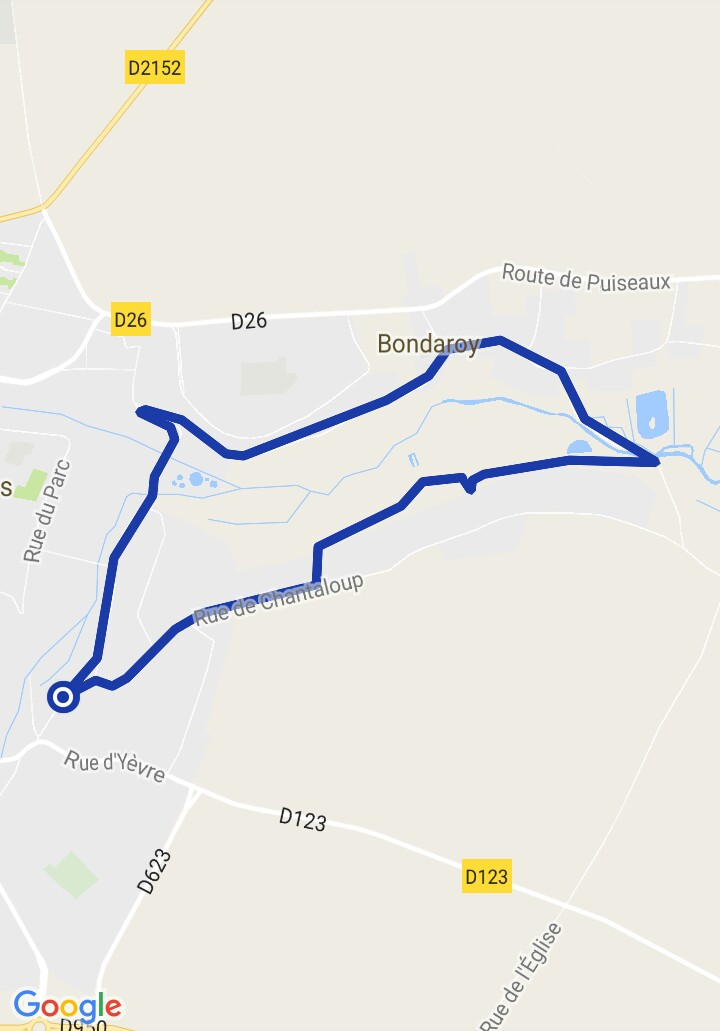 D2152
Route de Puiseaux
D26
D26
Bondaroy
s
Rue du Parc
Rue de Chantaloup
Rue d'Yèvre
D123
D623
D123
Rue de l'Église
Google
D950